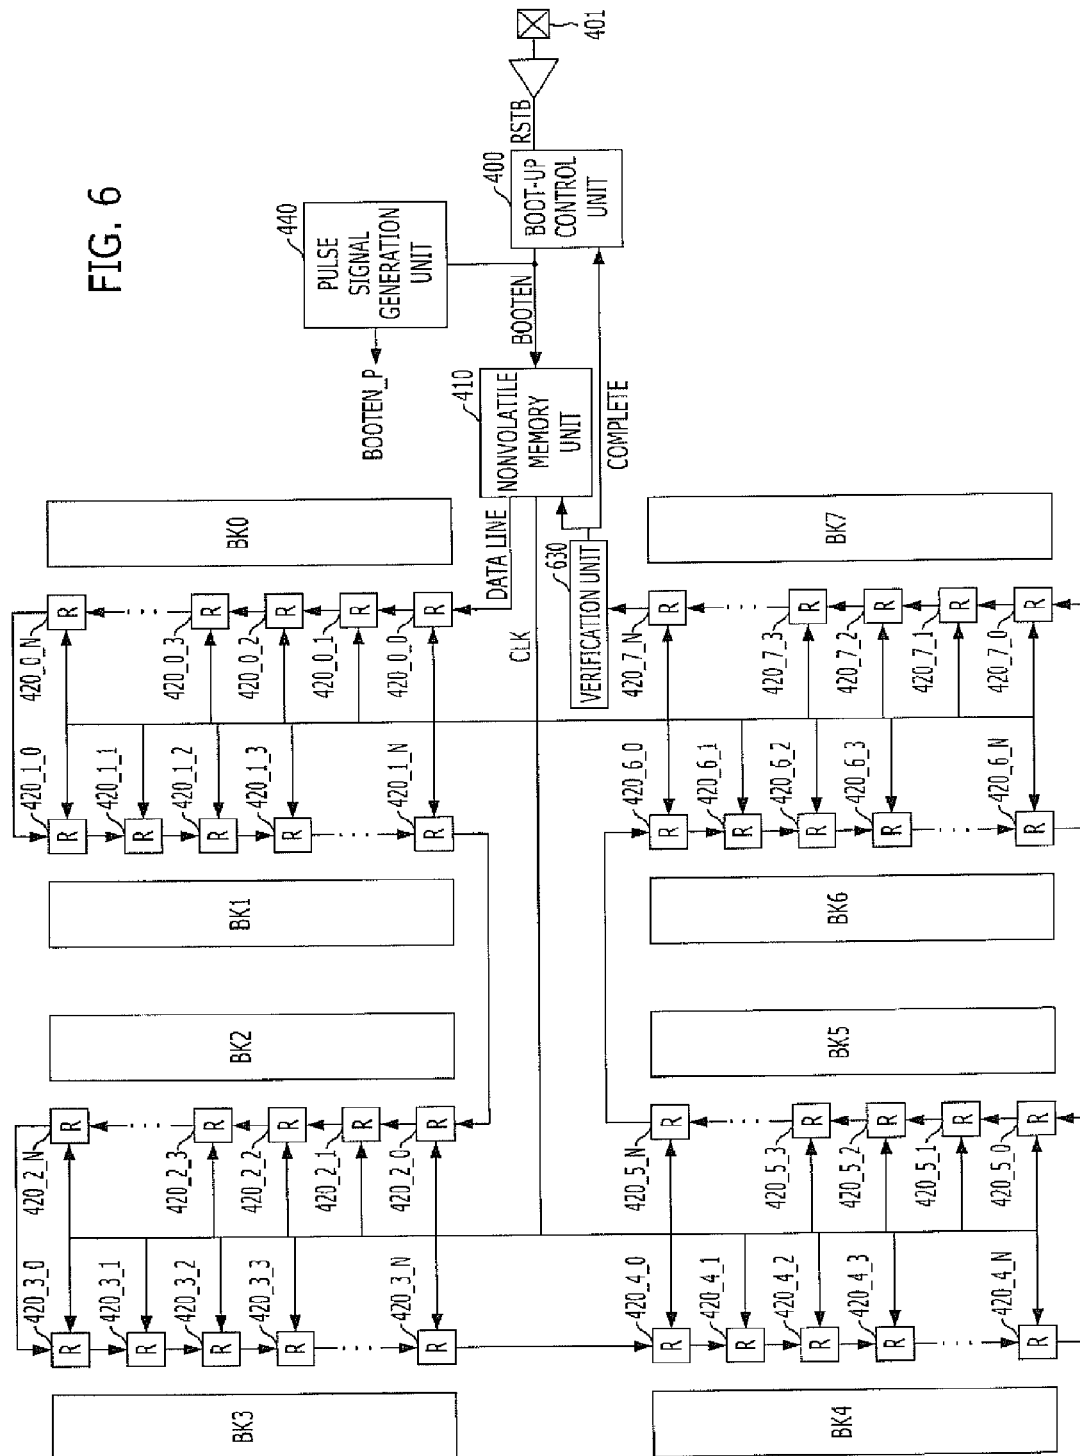 FIG. 6
BK3
BK2
BK1
BK0
420_3_0
420_2_N
420_1_0
420_0_N
R
R
R
R
420_3_1
420_1_1
R
R
420_3_2
420_2_3
420_1_2
420_0_3
R
R
R
R
420_3_3
420_2_2
420_1_3
420_0_2
R
R
R
R
420_2_1
420_0_1
R
R
420_3_N
420_2_0
420_1_N
420_0_0
R
R
R
R
DATA LINE
CLK
BOOTEN_P
440
PULSE
SIGNAL
GENERATION
UNIT
410
NONVOLATILE
MEMORY
UNIT
BOOTEN
400
BOOT-UP
CONTROL
UNIT
RSTB
401
630
VERIFICATION UNIT
COMPLETE
BK4
BK5
BK6
BK7
420_4_0
420_5_N
420_6_0
420_7_N
R
R
R
R
420_4_1
420_6_1
R
R
420_4_2
420_5_3
420_6_2
420_7_3
R
R
R
R
420_4_3
420_5_2
420_6_3
420_7_2
R
R
R
R
420_5_1
420_7_1
R
R
420_4_N
420_5_0
420_6_N
420_7_0
R
R
R
R